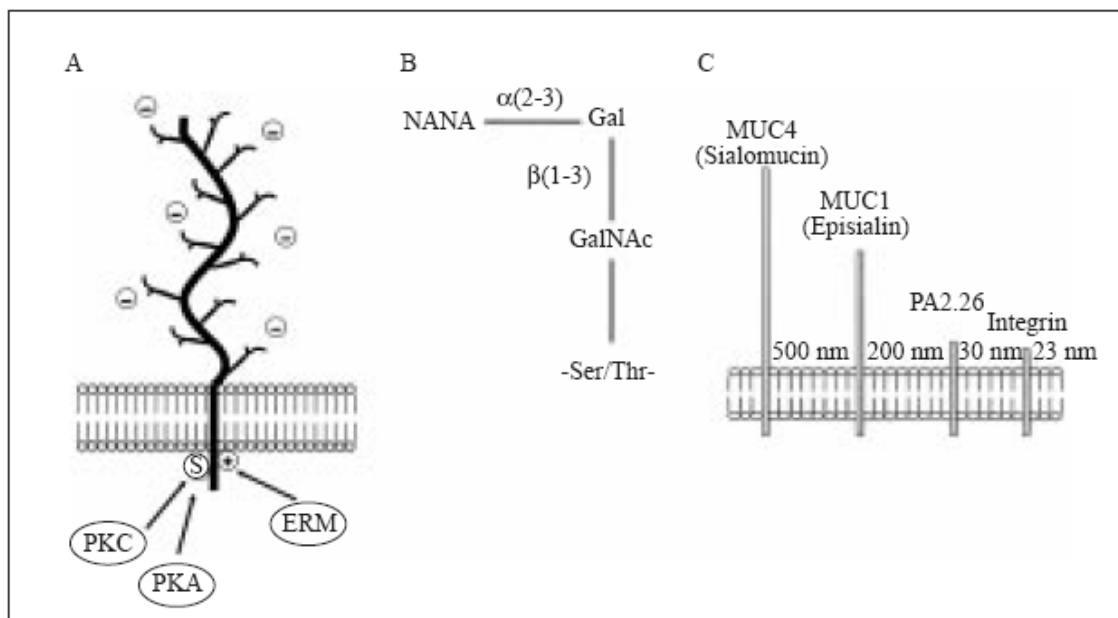 A
B
C
NANA
α(2-3)
Gal
β(1-3)
GalNAc
-Ser/Thr-
MUC4
(Sialomucin)
MUC1
(Episialin)
PA2.26
Integrin
500 nm
200 nm
30 nm
23 nm
S
+
PKC
PKA
ERM